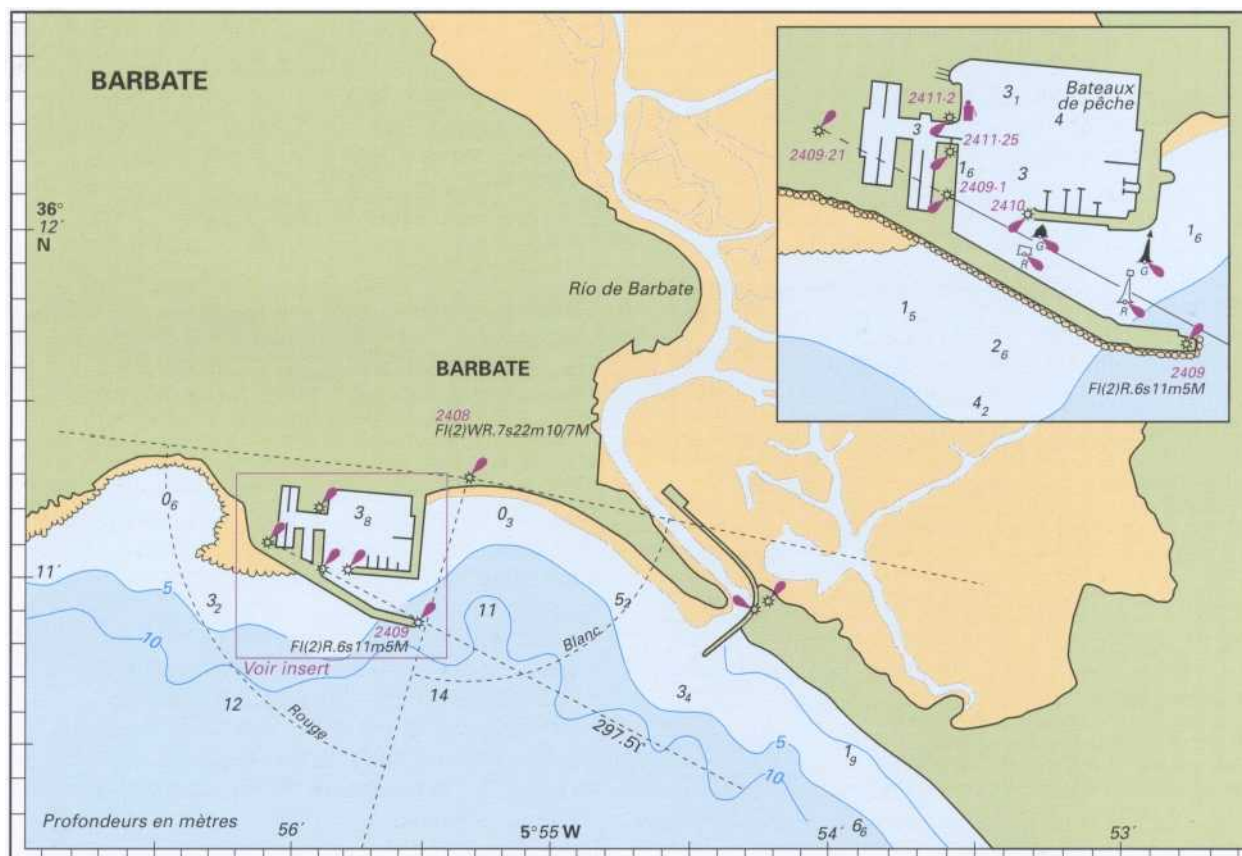 BARBATE
36°
12′
N
Río de Barbate
BARBATE
2408
Fl(2)WR.7s22m10/7M
0₆
3₈
0₃
11′
3₂
5
10
11
5₂
Blanc
2409
Fl(2)R.6s11m5M
Voir insert
12
14
Rouge
297.5°
3₄
5
10
1₉
6₆
Profondeurs en mètres
56′
5°55 W
54′
53′
Bateaux
de pêche
3₁
4
2411·2
3
2411·25
2409·21
1₆
3
2409·1
2410
G
R
G
R
1₆
1₅
2₆
4₂
2409
Fl(2)R.6s11m5M